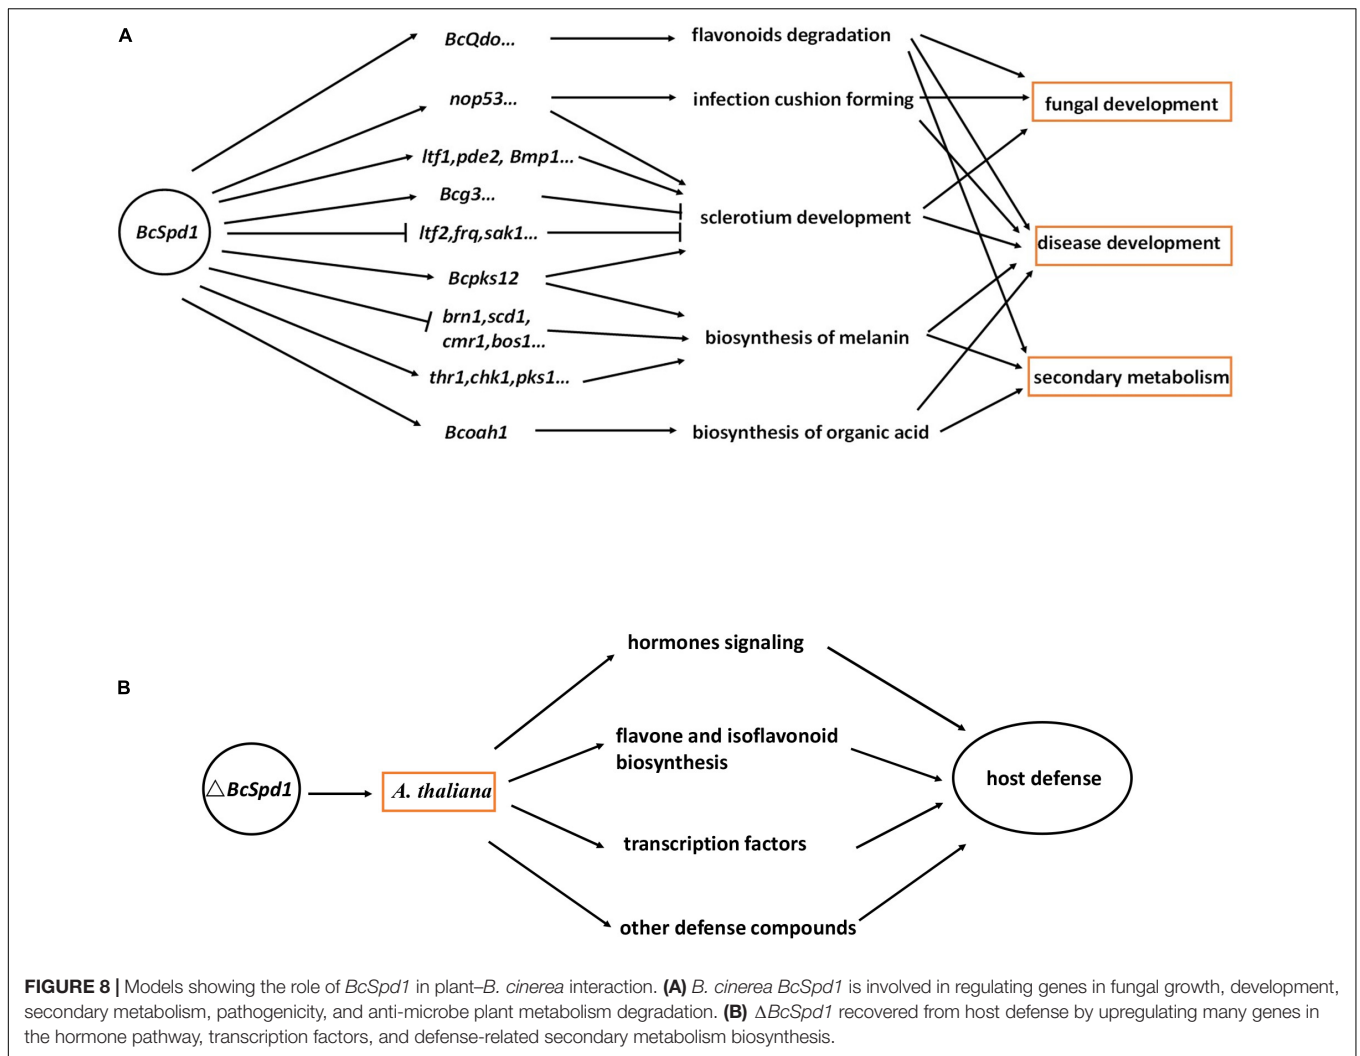 A
BcQdo... flavonoids degradation
nop53... infection cushion forming fungal development
ltf1,pde2, Bmp1...
Bcg3...
sclerotium development
BcSpd1 ltf2,frq,sak1... disease development
Bcpks12
brn1,scd1,
cmr1,bos1... biosynthesis of melanin
thr1,chk1,pks1... secondary metabolism
Bcoah1 biosynthesis of organic acid
hormones signaling
B
flavone and isoflavonoid
biosynthesis
△BcSpd1 A. thaliana host defense
transcription factors
other defense compounds
FIGURE 8 | Models showing the role of BcSpd1 in plant–B. cinerea interaction. (A) B. cinerea BcSpd1 is involved in regulating genes in fungal growth, development,
secondary metabolism, pathogenicity, and anti-microbe plant metabolism degradation. (B) ΔBcSpd1 recovered from host defense by upregulating many genes in
the hormone pathway, transcription factors, and defense-related secondary metabolism biosynthesis.